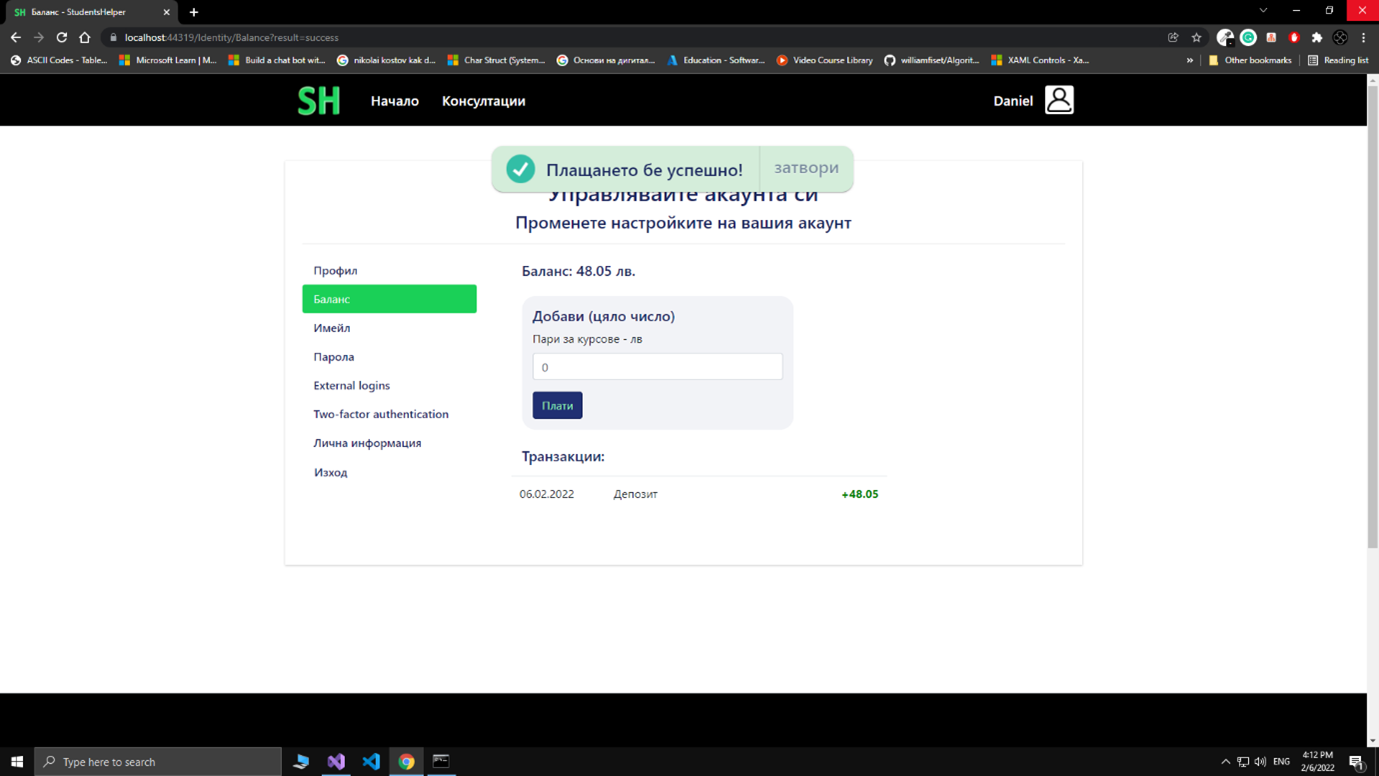 SH Баланс - StudentsHelper
localhost:44319/Identity/Balance?result=success
ASCII Codes - Table... Microsoft Learn | M... Build a chat bot wit... nikolai kostov kak d... Char Struct (System... Основи на дигитал... Education - Softwar... Video Course Library williamfiset/Algorit... XAML Controls - Xa... » Other bookmarks Reading list
SH Начало Консултации Daniel
Плащането бе успешно! затвори
Управлявайте акаунта си
Променете настройките на вашия акаунт
Профил
Баланс
Имейл
Парола
External logins
Two-factor authentication
Лична информация
Изход
Баланс: 48.05 лв.
Добави (цяло число)
Пари за курсове - лв
0
Плати
Транзакции:
06.02.2022 Депозит +48.05
Type here to search
ENG
4:12 PM
2/6/2022
1